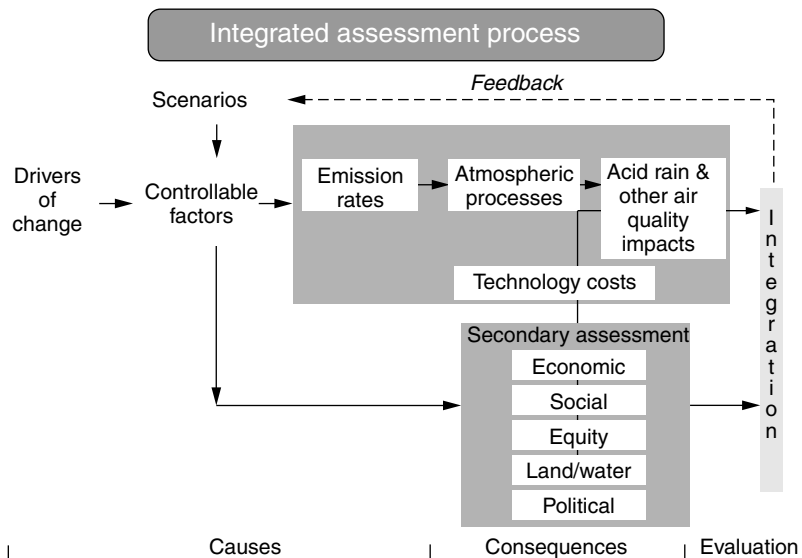 Integrated assessment process
Feedback
Scenarios
Drivers
of
change
Controllable
factors
Emission
rates
Atmospheric
processes
Acid rain &
other air
quality
impacts
Technology costs
Secondary assessment
Economic
Social
Equity
Land/water
Political
Integration
Causes
Consequences
Evaluation